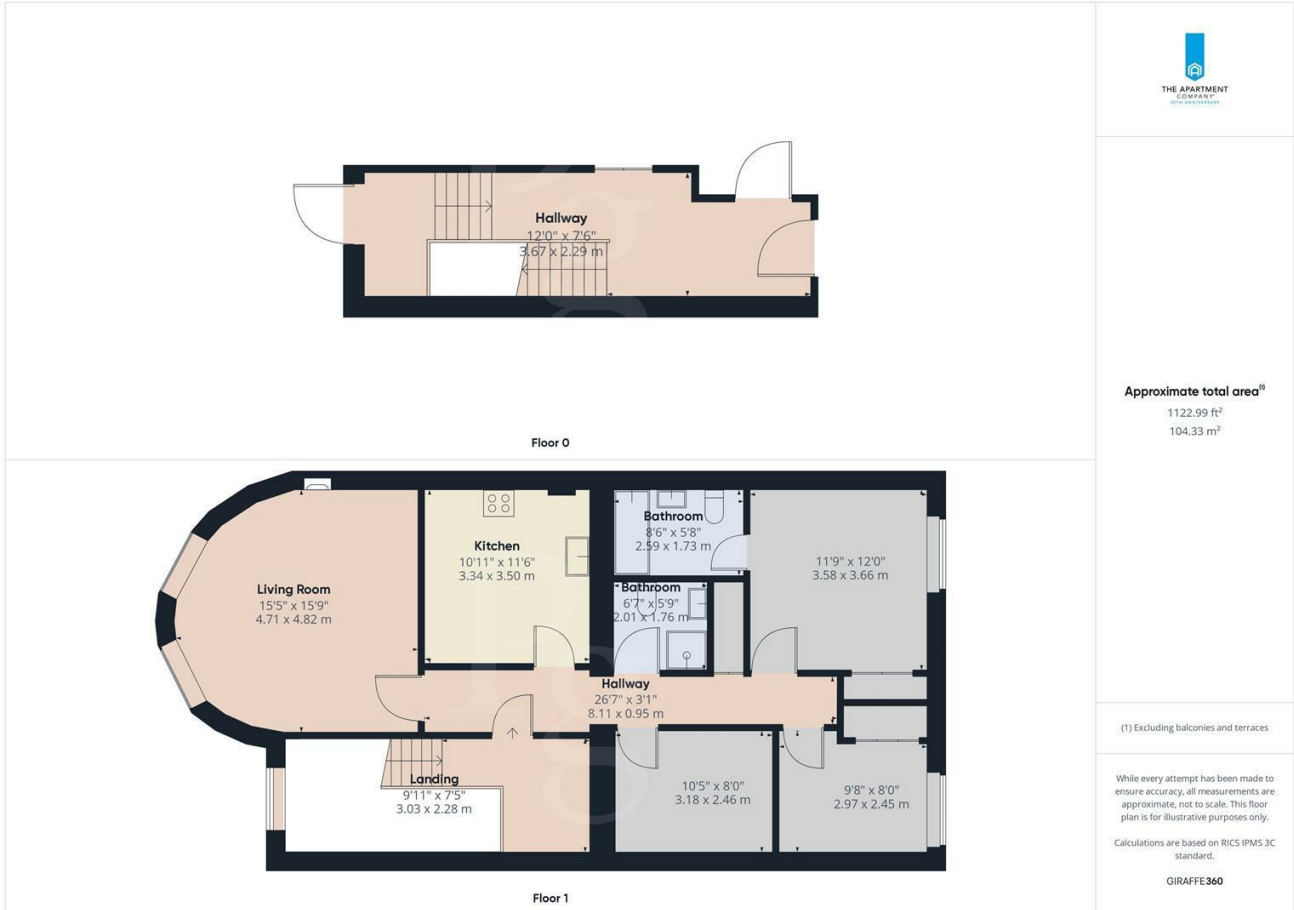 Hallway
12'0" x 7'6"
3.67 x 2.29 m
Floor 0
Living Room
15'5" x 15'9"
4.71 x 4.82 m
Kitchen
10'11" x 11'6"
3.34 x 3.50 m
Bathroom
8'6" x 5'8"
2.59 x 1.73 m
Bathroom
6'7" x 5'9"
2.01 x 1.76 m
11'9" x 12'0"
3.58 x 3.66 m
Hallway
26'7" x 3'1"
8.11 x 0.95 m
Landing
9'11" x 7'5"
3.03 x 2.28 m
10'5" x 8'0"
3.18 x 2.46 m
9'8" x 8'0"
2.97 x 2.45 m
Floor 1
THE APARTMENT
COMPANY
20TH ANNIVERSARY
Approximate total area(1)
1122.99 ft²
104.33 m²
(1) Excluding balconies and terraces
While every attempt has been made to
ensure accuracy, all measurements are
approximate, not to scale. This floor
plan is for illustrative purposes only.
Calculations are based on RICS IPMS 3C
standard.
GIRAFFE360